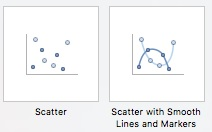 Scatter
Scatter with Smooth
Lines and Markers